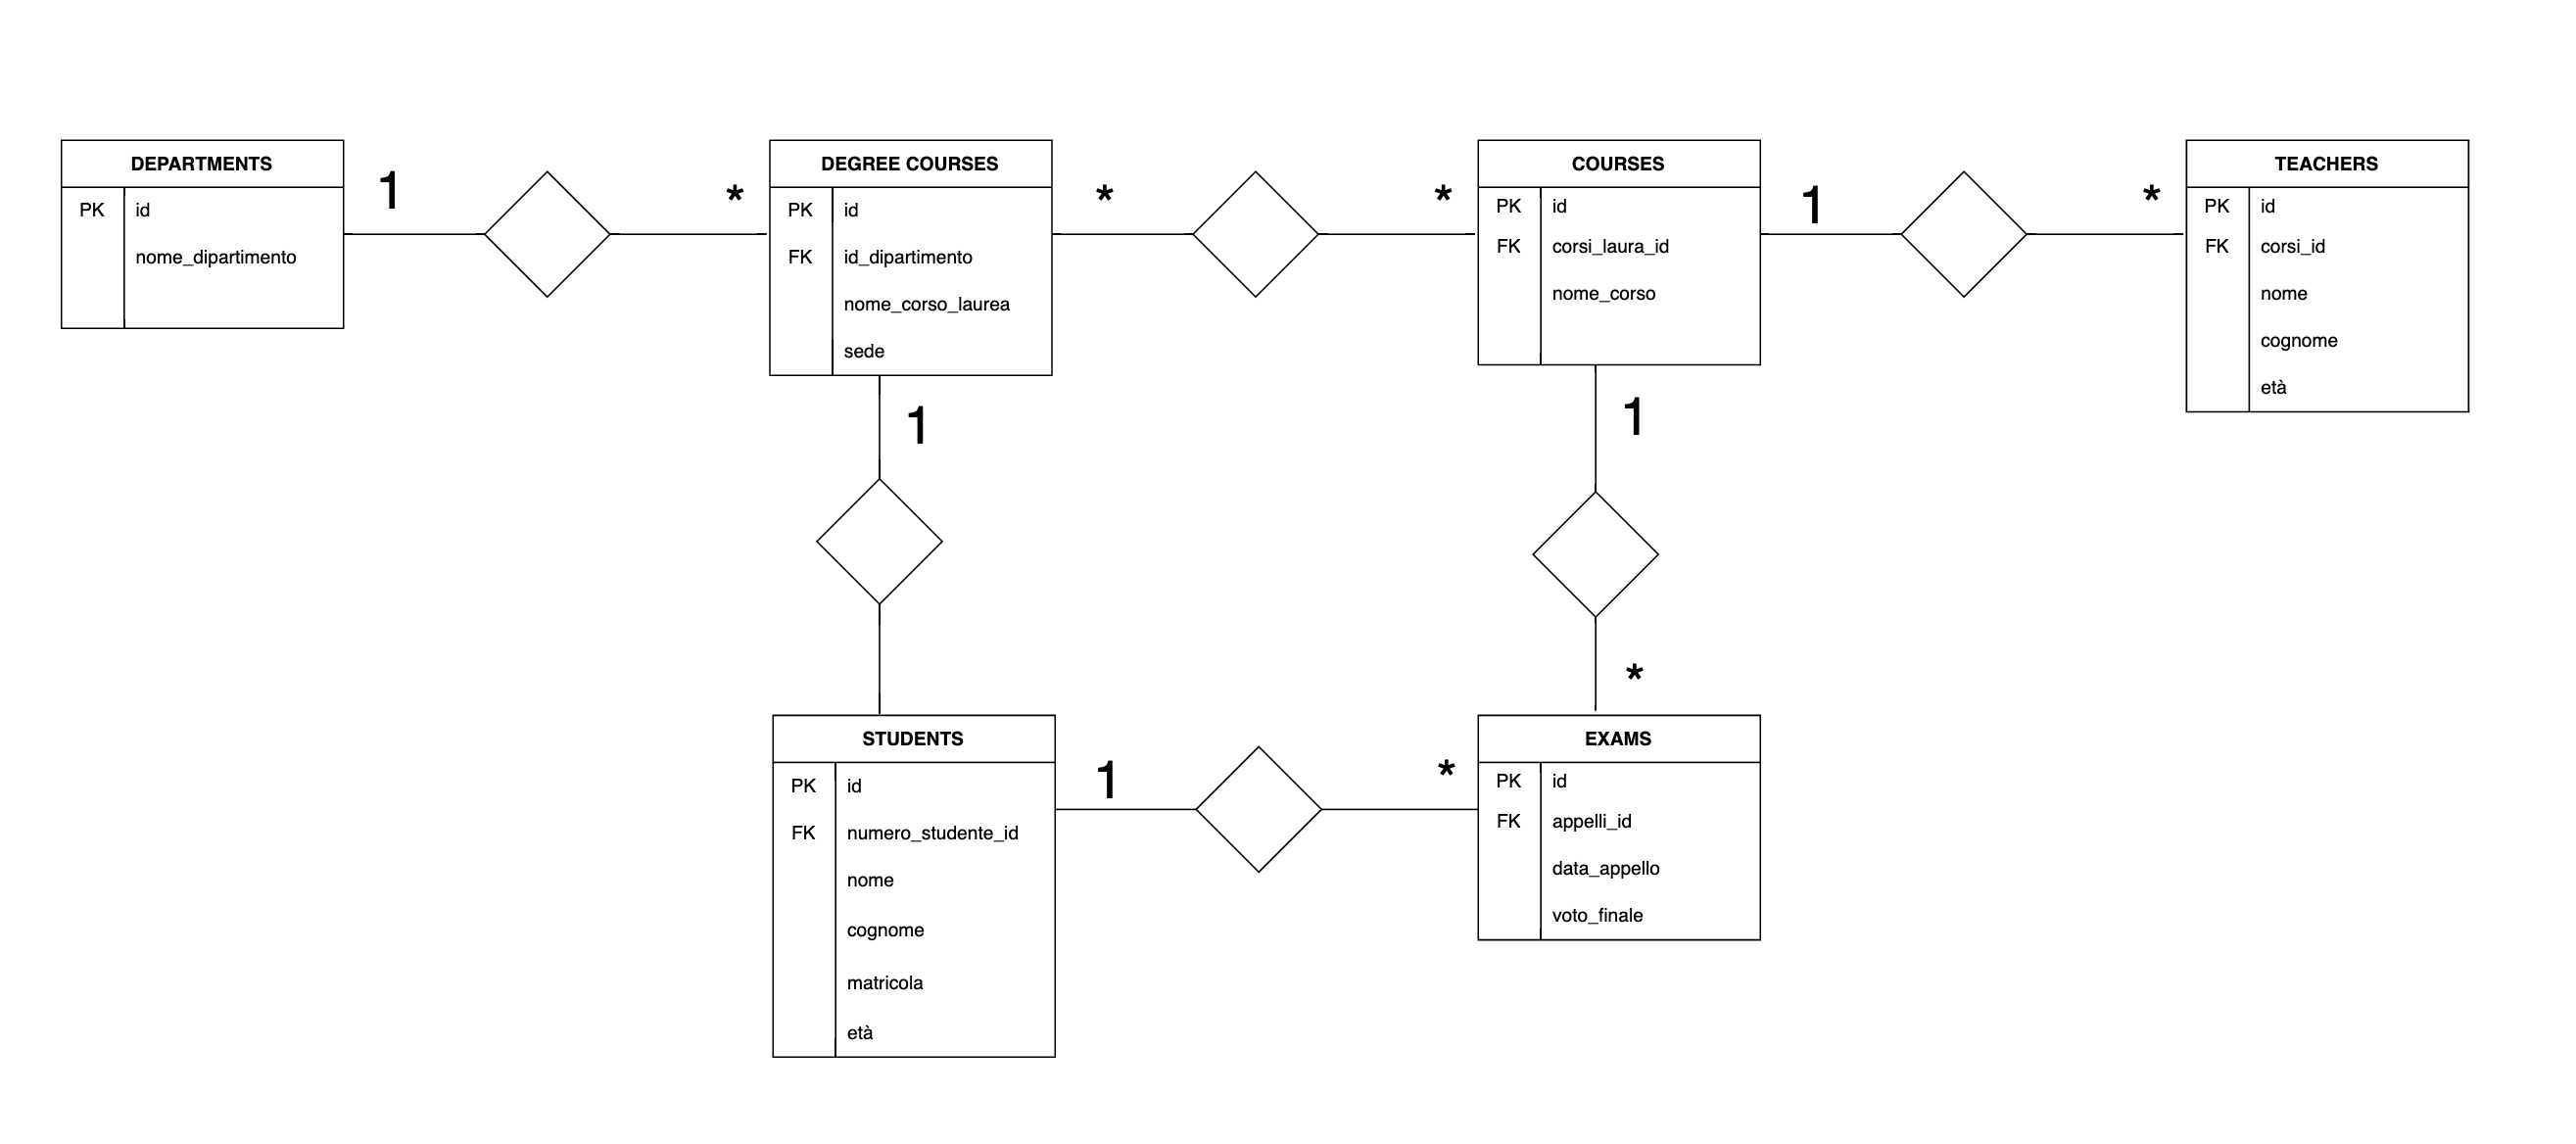 DEPARTMENTS
PK id
nome_dipartimento
1
*
DEGREE COURSES
PK id
FK id_dipartimento
nome_corso_laurea
sede
*
*
COURSES
PK id
FK corsi_laura_id
nome_corso
1
*
TEACHERS
PK id
FK corsi_id
nome
cognome
età
1
1
*
STUDENTS
PK id
FK numero_studente_id
nome
cognome
matricola
età
1
*
EXAMS
PK id
FK appelli_id
data_appello
voto_finale